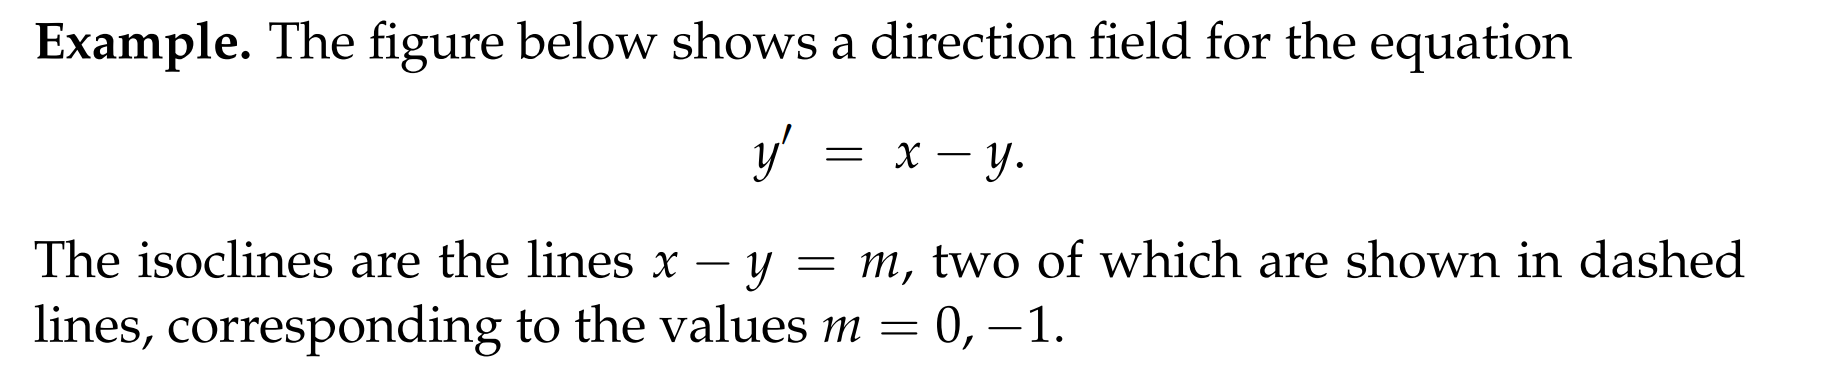 Example. The figure below shows a direction field for the equation
y′ = x − y.
The isoclines are the lines x − y = m, two of which are shown in dashed
lines, corresponding to the values m = 0, −1.